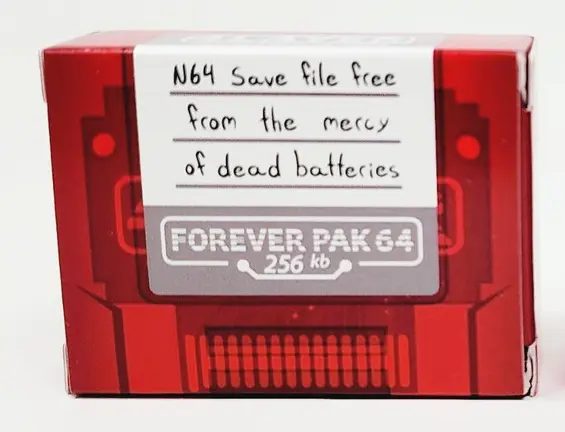 N64 Save file free
from the mercy
of dead batteries
FOREVER PAK 64
256 kb